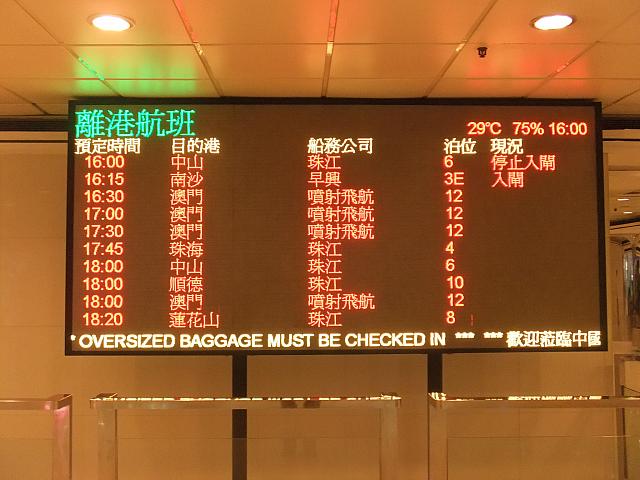 離港航班
29℃ 75% 16:00
預定時間 目的港 船務公司 泊位 現況
16:00 中山 珠江 6 停止入閘
16:15 南沙 早興 3E 入閘
16:30 澳門 噴射飛航 12
17:00 澳門 噴射飛航 12
17:30 澳門 噴射飛航 12
17:45 珠海 珠江 4
18:00 中山 珠江 6
18:00 順德 珠江 10
18:00 澳門 噴射飛航 12
18:20 蓮花山 珠江 8
* OVERSIZED BAGGAGE MUST BE CHECKED IN *** *** 歡迎蒞臨中國